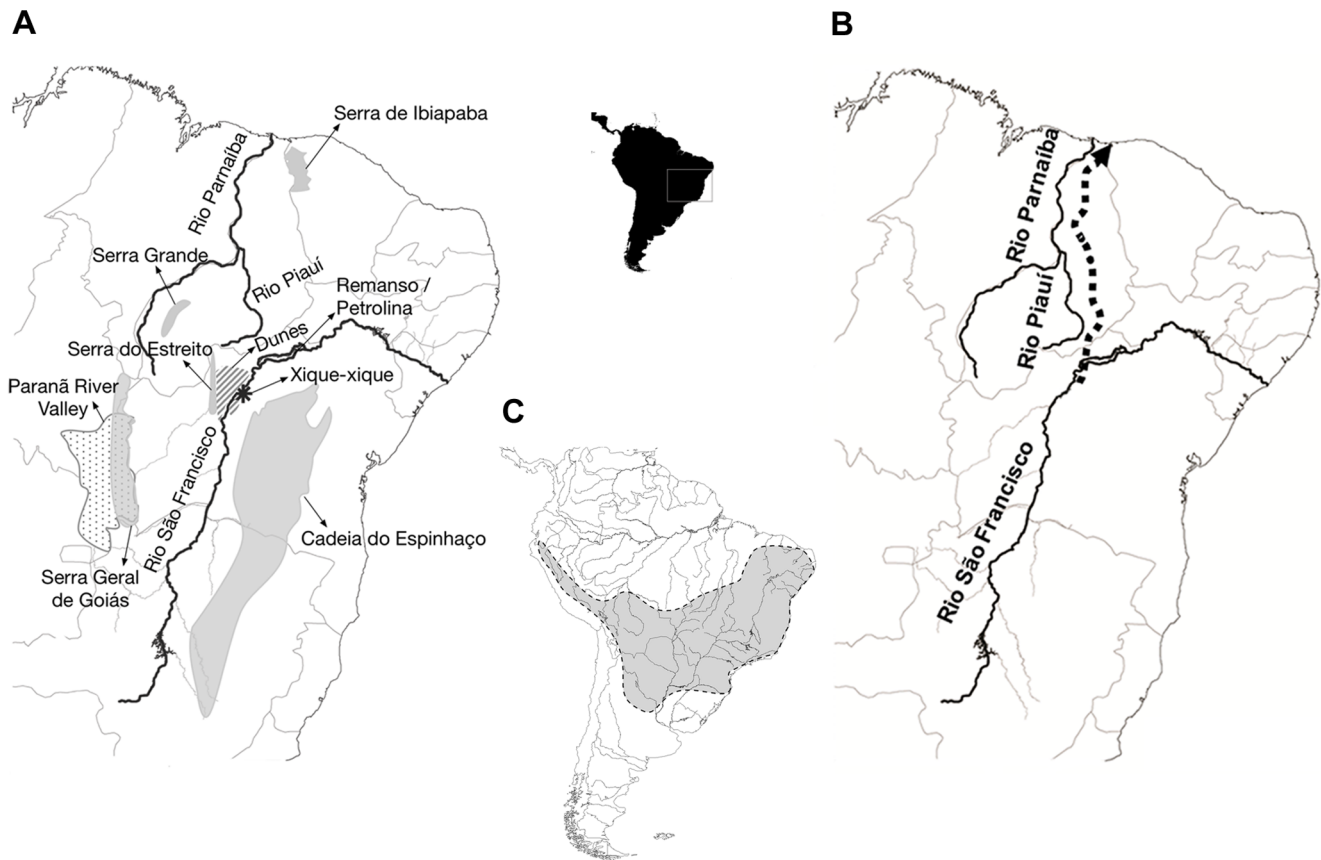 A
B
Serra de Ibiapaba
Rio Parnaíba
Serra Grande
Rio Piauí
Remanso /
Petrolina
Dunes
Serra do Estreito
Xique-xique
Paranã River
Valley
Rio São Francisco
Cadeia do Espinhaço
Serra Geral
de Goiás
C
Rio Parnaíba
Rio Piauí
Rio São Francisco